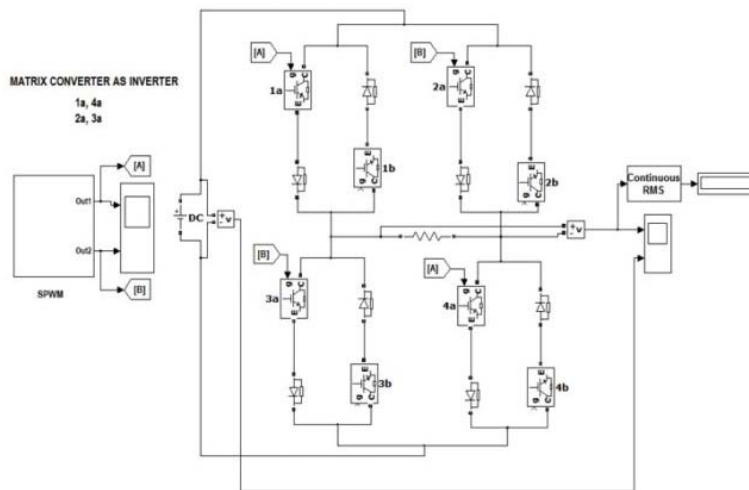 MATRIX CONVERTER AS INVERTER
1a, 4a
2a, 3a
[A]
Out1
Out2
[B]
SPWM
DC
+
-
v
[A]
g
C
E
1a
E
g
C
1b
[B]
g
C
E
2a
E
g
C
2b
+
-
v
Continuous
RMS
[B]
g
C
E
3a
E
g
C
3b
[A]
g
C
E
4a
E
g
C
4b